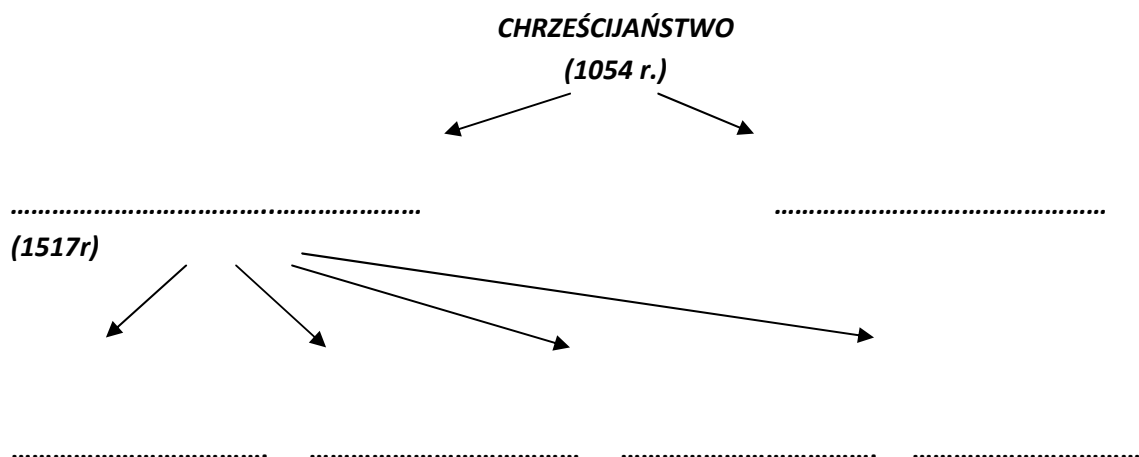 CHRZEŚCIJAŃSTWO
(1054 r.)
………………………………..………………… …………………………………………
(1517r)
………………………………. ………………………………… ………………………………. ……………………………